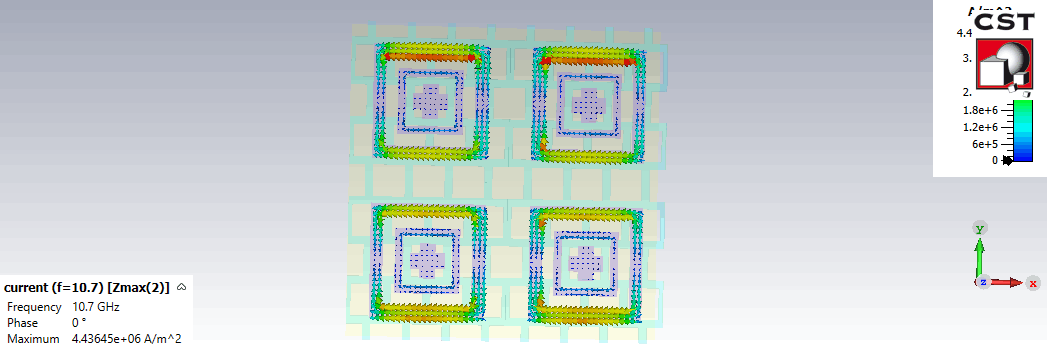 CST
4.4
3.
2.
1.8e+6
1.2e+6
6e+5
0
Y
Z
X
current (f=10.7) [Zmax(2)]
Frequency 10.7 GHz
Phase 0 °
Maximum 4.43645e+06 A/m^2